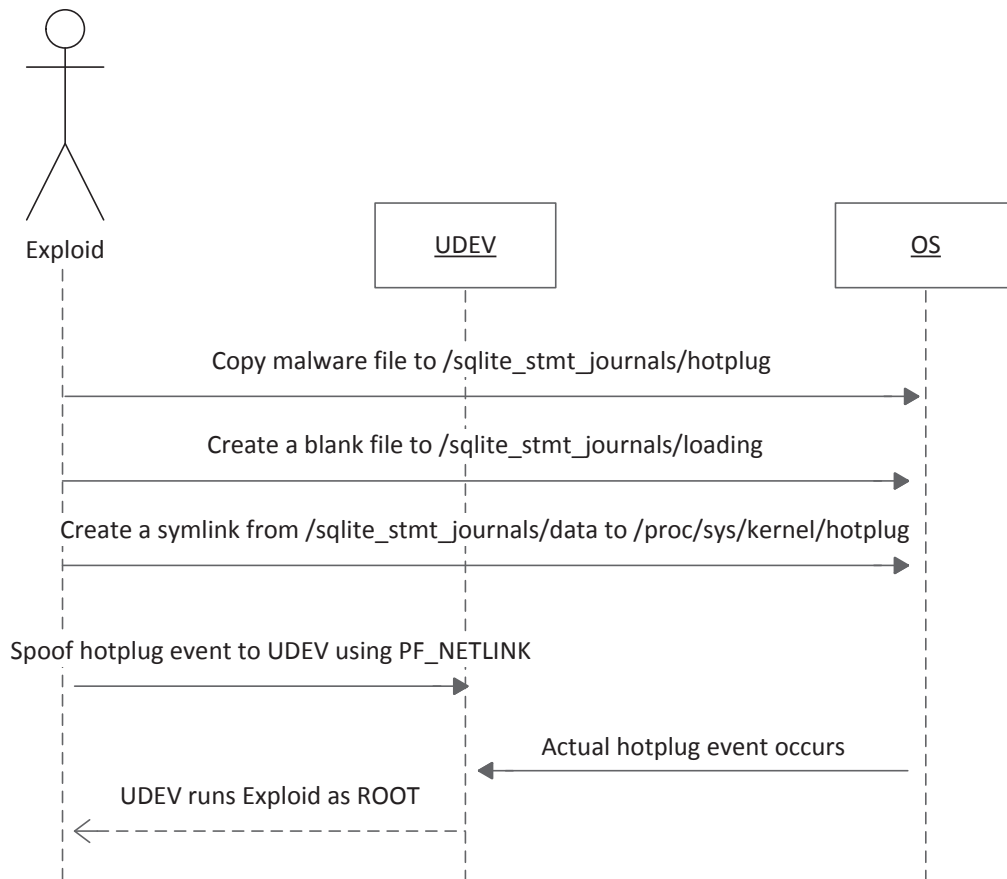 Exploid
UDEV
OS
Copy malware file to /sqlite_stmt_journals/hotplug
Create a blank file to /sqlite_stmt_journals/loading
Create a symlink from /sqlite_stmt_journals/data to /proc/sys/kernel/hotplug
Spoof hotplug event to UDEV using PF_NETLINK
Actual hotplug event occurs
UDEV runs Exploid as ROOT